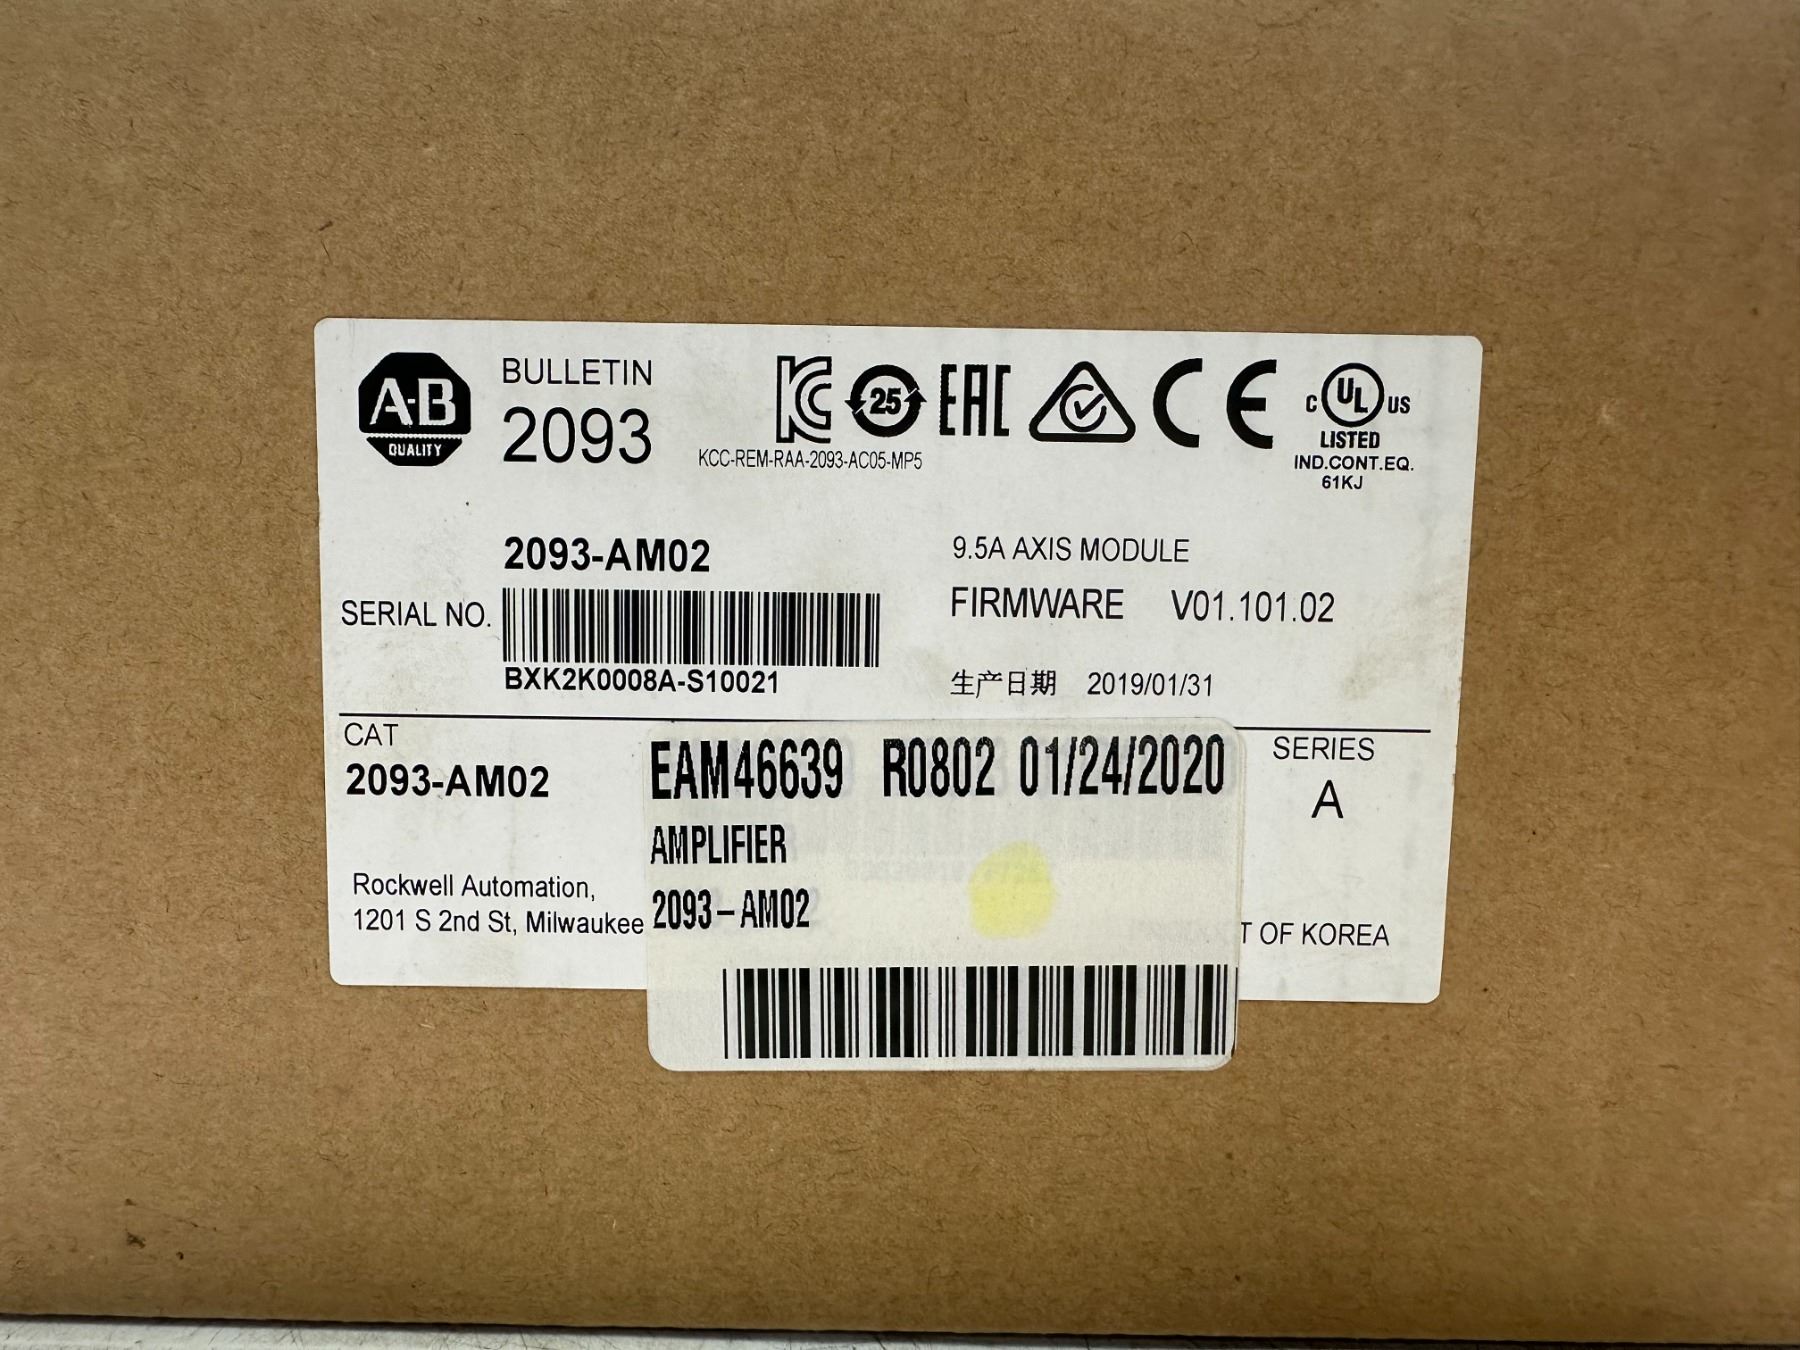 A-B
QUALITY
BULLETIN
2093
25
EAC
CE
KCC-REM-RAA-2093-AC05-MP5
C UL US
LISTED
IND.CONT.EQ.
61KJ
2093-AM02
9.5A AXIS MODULE
SERIAL NO.
FIRMWARE V01.101.02
BXK2K0008A-S10021
生产日期 2019/01/31
CAT
2093-AM02
EAM46639 R0802 01/24/2020
AMPLIFIER
2093-AM02
SERIES
A
Rockwell Automation,
1201 S 2nd St, Milwaukee
T OF KOREA